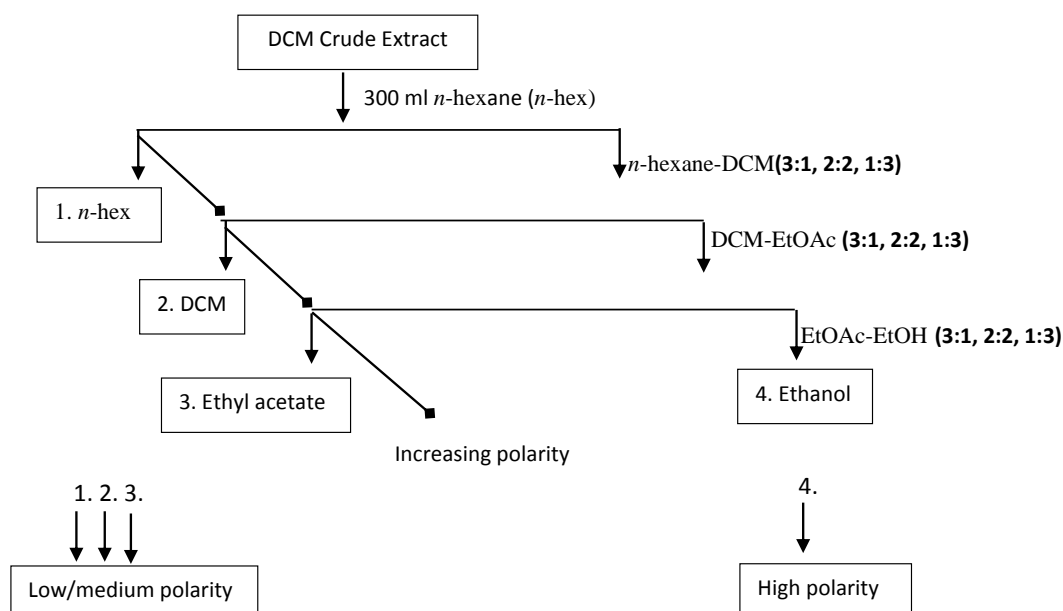 DCM Crude Extract
300 ml n-hexane (n-hex)
n-hexane-DCM(3:1, 2:2, 1:3)
1. n-hex
DCM-EtOAc (3:1, 2:2, 1:3)
2. DCM
EtOAc-EtOH (3:1, 2:2, 1:3)
3. Ethyl acetate
4. Ethanol
Increasing polarity
1. 2. 3.
4.
Low/medium polarity
High polarity